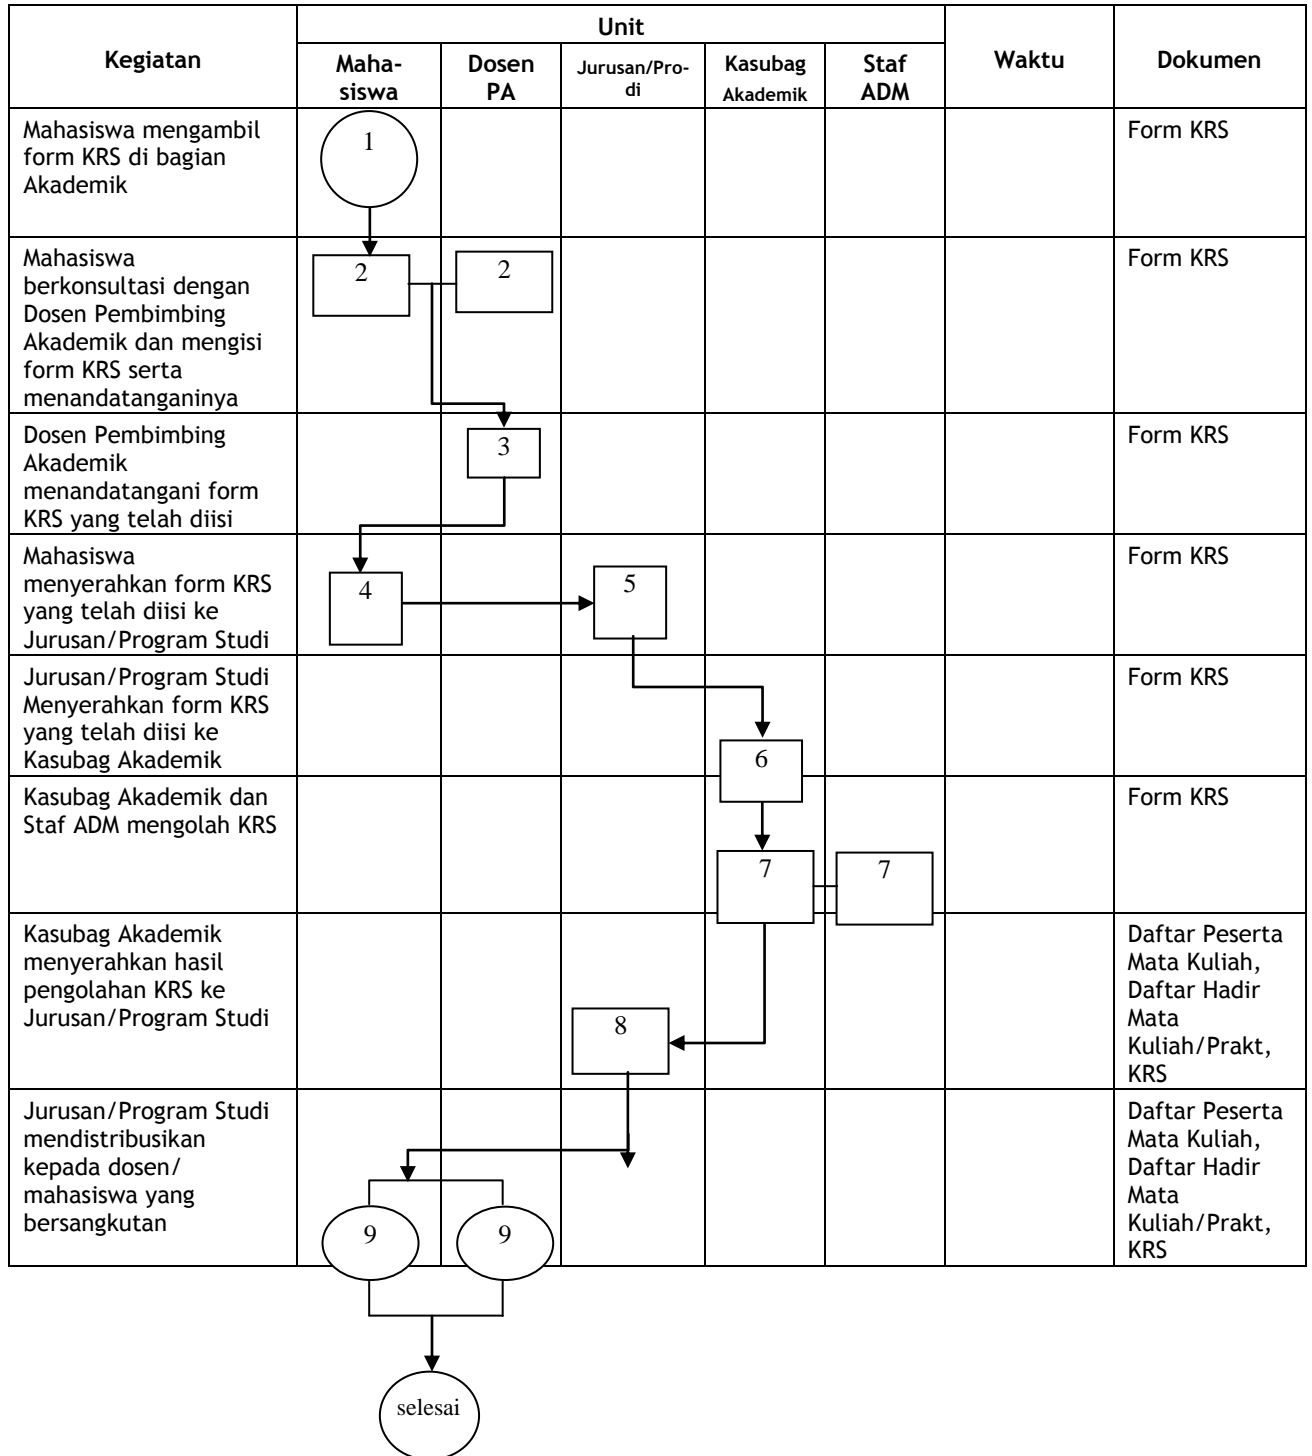 Kegiatan
Unit
Waktu
Dokumen
Maha-
siswa
Dosen
PA
Jurusan/Pro-
di
Kasubag
Akademik
Staf
ADM
Mahasiswa mengambil
form KRS di bagian
Akademik
1
Form KRS
Mahasiswa
berkonsultasi dengan
Dosen Pembimbing
Akademik dan mengisi
form KRS serta
menandatanganinya
2
2
Form KRS
Dosen Pembimbing
Akademik
menandatangani form
KRS yang telah diisi
3
Form KRS
Mahasiswa
menyerahkan form KRS
yang telah diisi ke
Jurusan/Program Studi
4
5
Form KRS
Jurusan/Program Studi
Menyerahkan form KRS
yang telah diisi ke
Kasubag Akademik
6
Form KRS
Kasubag Akademik dan
Staf ADM mengolah KRS
7
7
Form KRS
Kasubag Akademik
menyerahkan hasil
pengolahan KRS ke
Jurusan/Program Studi
8
Daftar Peserta
Mata Kuliah,
Daftar Hadir
Mata
Kuliah/Prakt,
KRS
Jurusan/Program Studi
mendistribusikan
kepada dosen/
mahasiswa yang
bersangkutan
9
9
Daftar Peserta
Mata Kuliah,
Daftar Hadir
Mata
Kuliah/Prakt,
KRS
selesai